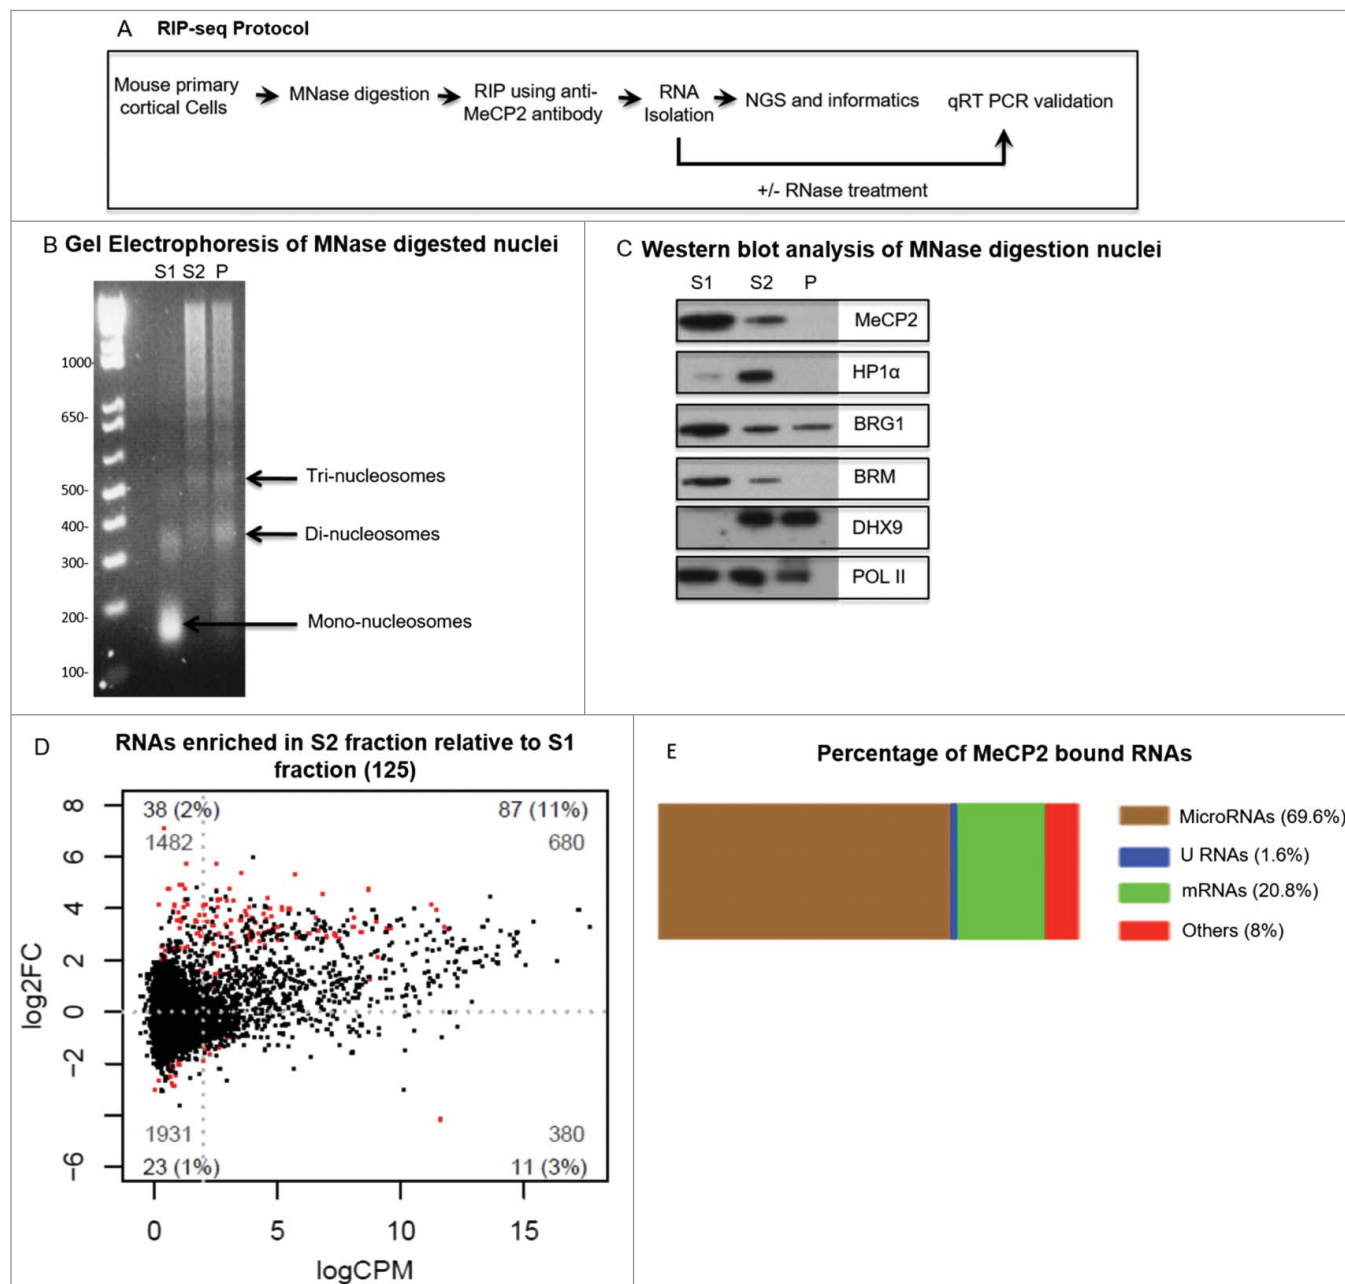 A RIP-seq Protocol
Mouse primary
cortical Cells
MNase digestion
RIP using anti-
MeCP2 antibody
RNA
Isolation
NGS and informatics
qRT PCR validation
+/- RNase treatment
B Gel Electrophoresis of MNase digested nuclei
S1 S2 P
1000-
650-
500-
400-
300-
200-
100-
Tri-nucleosomes
Di-nucleosomes
Mono-nucleosomes
C Western blot analysis of MNase digestion nuclei
S1 S2 P
MeCP2
HP1α
BRG1
BRM
DHX9
POL II
D RNAs enriched in S2 fraction relative to S1
fraction (125)
38 (2%) 87 (11%)
1482 680
1931 380
23 (1%) 11 (3%)
8
6
4
2
0
−2
−6
log2FC
0 5 10 15
logCPM
E Percentage of MeCP2 bound RNAs
MicroRNAs (69.6%)
U RNAs (1.6%)
mRNAs (20.8%)
Others (8%)